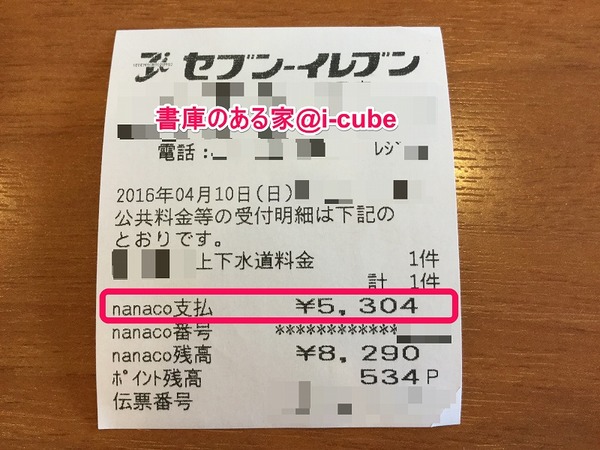 セブン-イレブン
書庫のある家@i-cube
電話:
レジ
2016年04月10日(日)
公共料金等の受付明細は下記の
とおりです。
上下水道料金 1件
計 1件
nanaco支払 ¥5,304
nanaco番号 ************
nanaco残高 ¥8,290
ポイント残高 534P
伝票番号